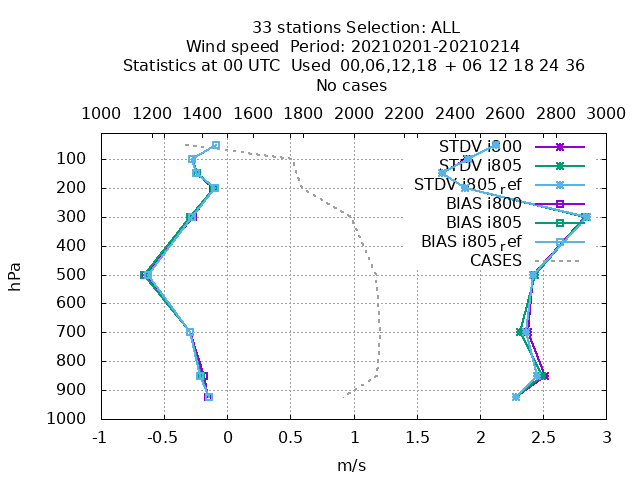 33 stations Selection: ALL
Wind speed  Period: 20210201-20210214
Statistics at 00 UTC  Used  00,06,12,18  + 06 12 18 24 36
No cases
1000 1200 1400 1600 1800 2000 2200 2400 2600 2800 3000
STDV i800
STDV i805
STDV i805ref
BIAS i800
BIAS i805
BIAS i805ref
CASES
100
200
300
400
500
600
700
800
900
1000
hPa
-1 -0.5 0 0.5 1 1.5 2 2.5 3
m/s